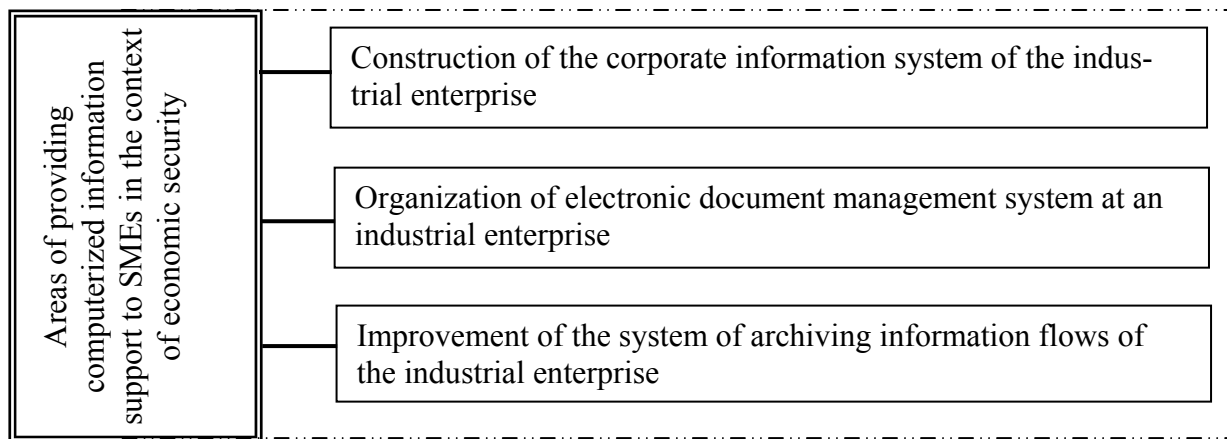 Areas of providing
computerized information
support to SMEs in the context
of economic security
Construction of the corporate information system of the indus-
trial enterprise
Organization of electronic document management system at an
industrial enterprise
Improvement of the system of archiving information flows of
the industrial enterprise